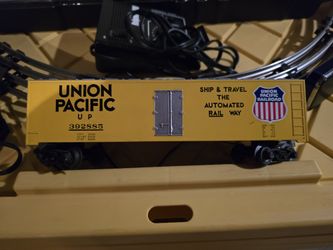 UNION
PACIFIC
U P
392885
SHIP & TRAVEL
THE
AUTOMATED
RAIL WAY
UNION
PACIFIC
RAILROAD